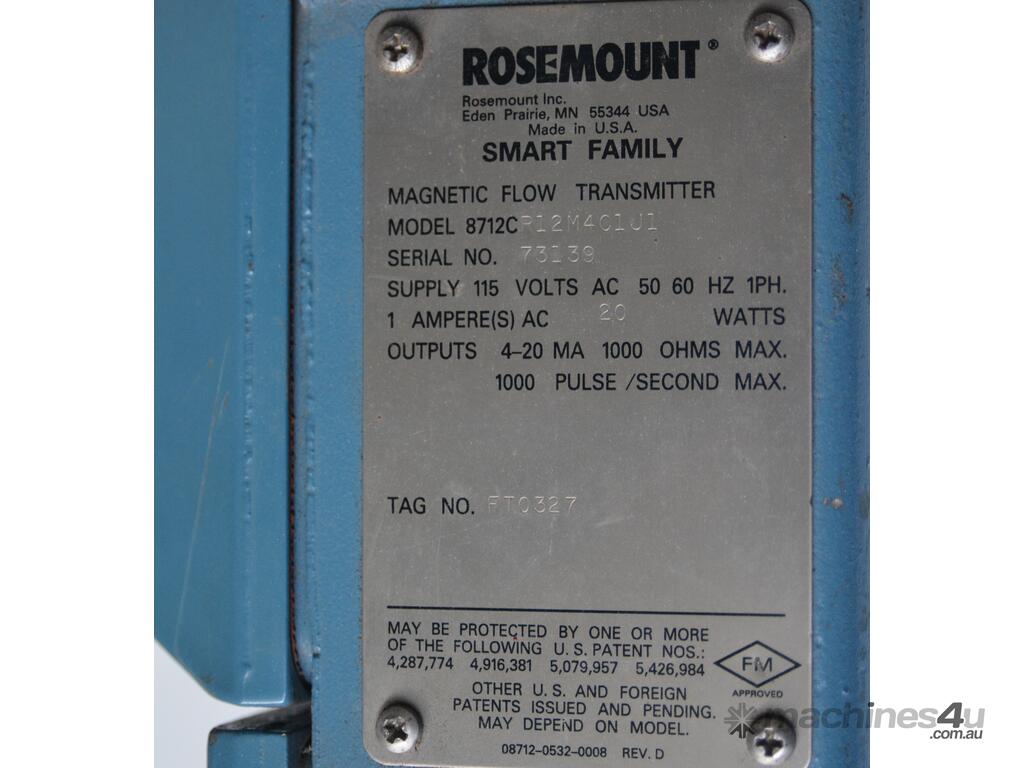 ROSEMOUNT®
Rosemount Inc.
Eden Prairie, MN 55344 USA
Made in U.S.A.
SMART FAMILY
MAGNETIC FLOW TRANSMITTER
MODEL 8712CR12M4C1J1
SERIAL NO. 73139
SUPPLY 115 VOLTS AC 50 60 HZ 1PH.
1 AMPERE(S) AC 20 WATTS
OUTPUTS 4–20 MA 1000 OHMS MAX.
1000 PULSE /SECOND MAX.
TAG NO. FT0327
MAY BE PROTECTED BY ONE OR MORE
OF THE FOLLOWING U.S. PATENT NOS.:
4,287,774 4,916,381 5,079,957 5,426,984
FM
APPROVED
OTHER U.S. AND FOREIGN
PATENTS ISSUED AND PENDING.
MAY DEPEND ON MODEL.
08712-0532-0008 REV. D
machines4u
.com.au